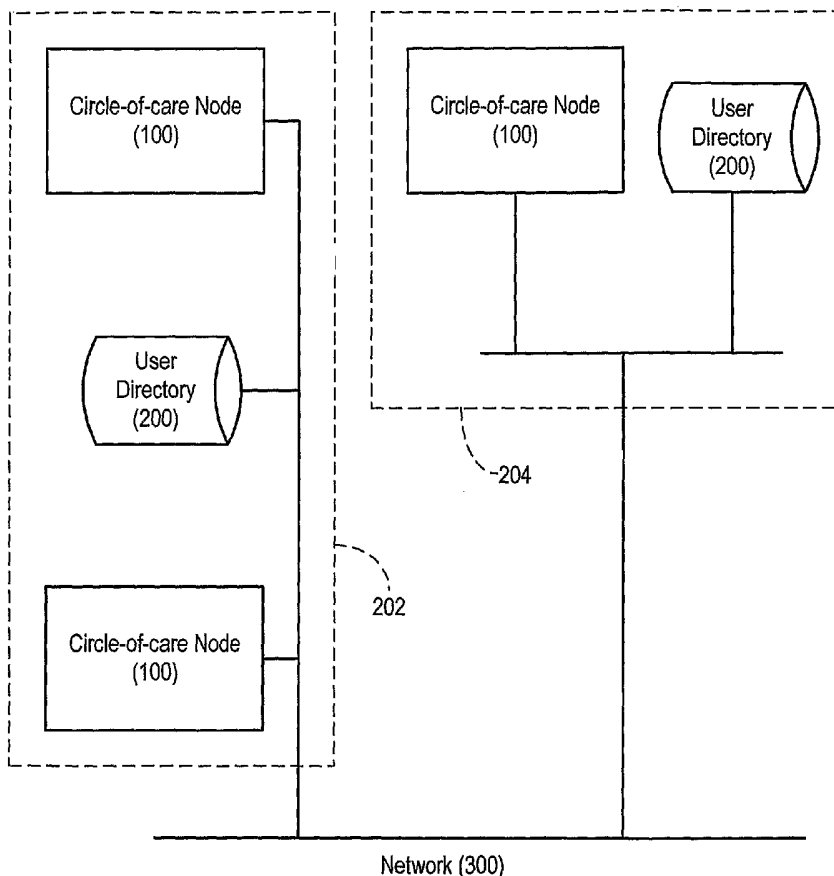 Circle-of-care Node
(100)
User
Directory
(200)
Circle-of-care Node
(100)
202
Circle-of-care Node
(100)
User
Directory
(200)
204
Network (300)